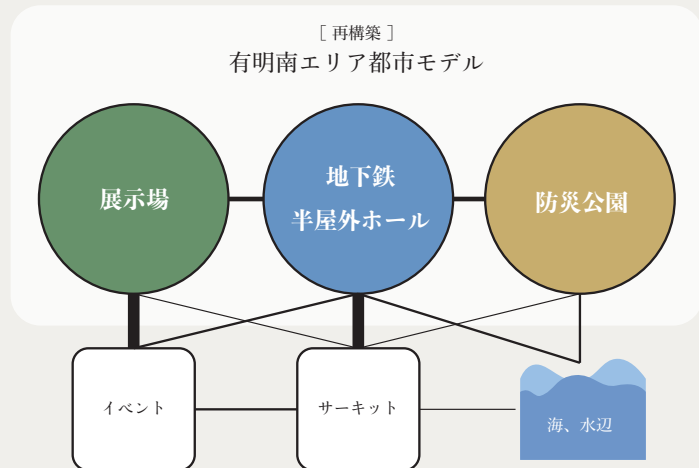 ［ 再構築 ］
有明南エリア都市モデル
展示場
地下鉄
半屋外ホール
防災公園
イベント
サーキット
海、水辺